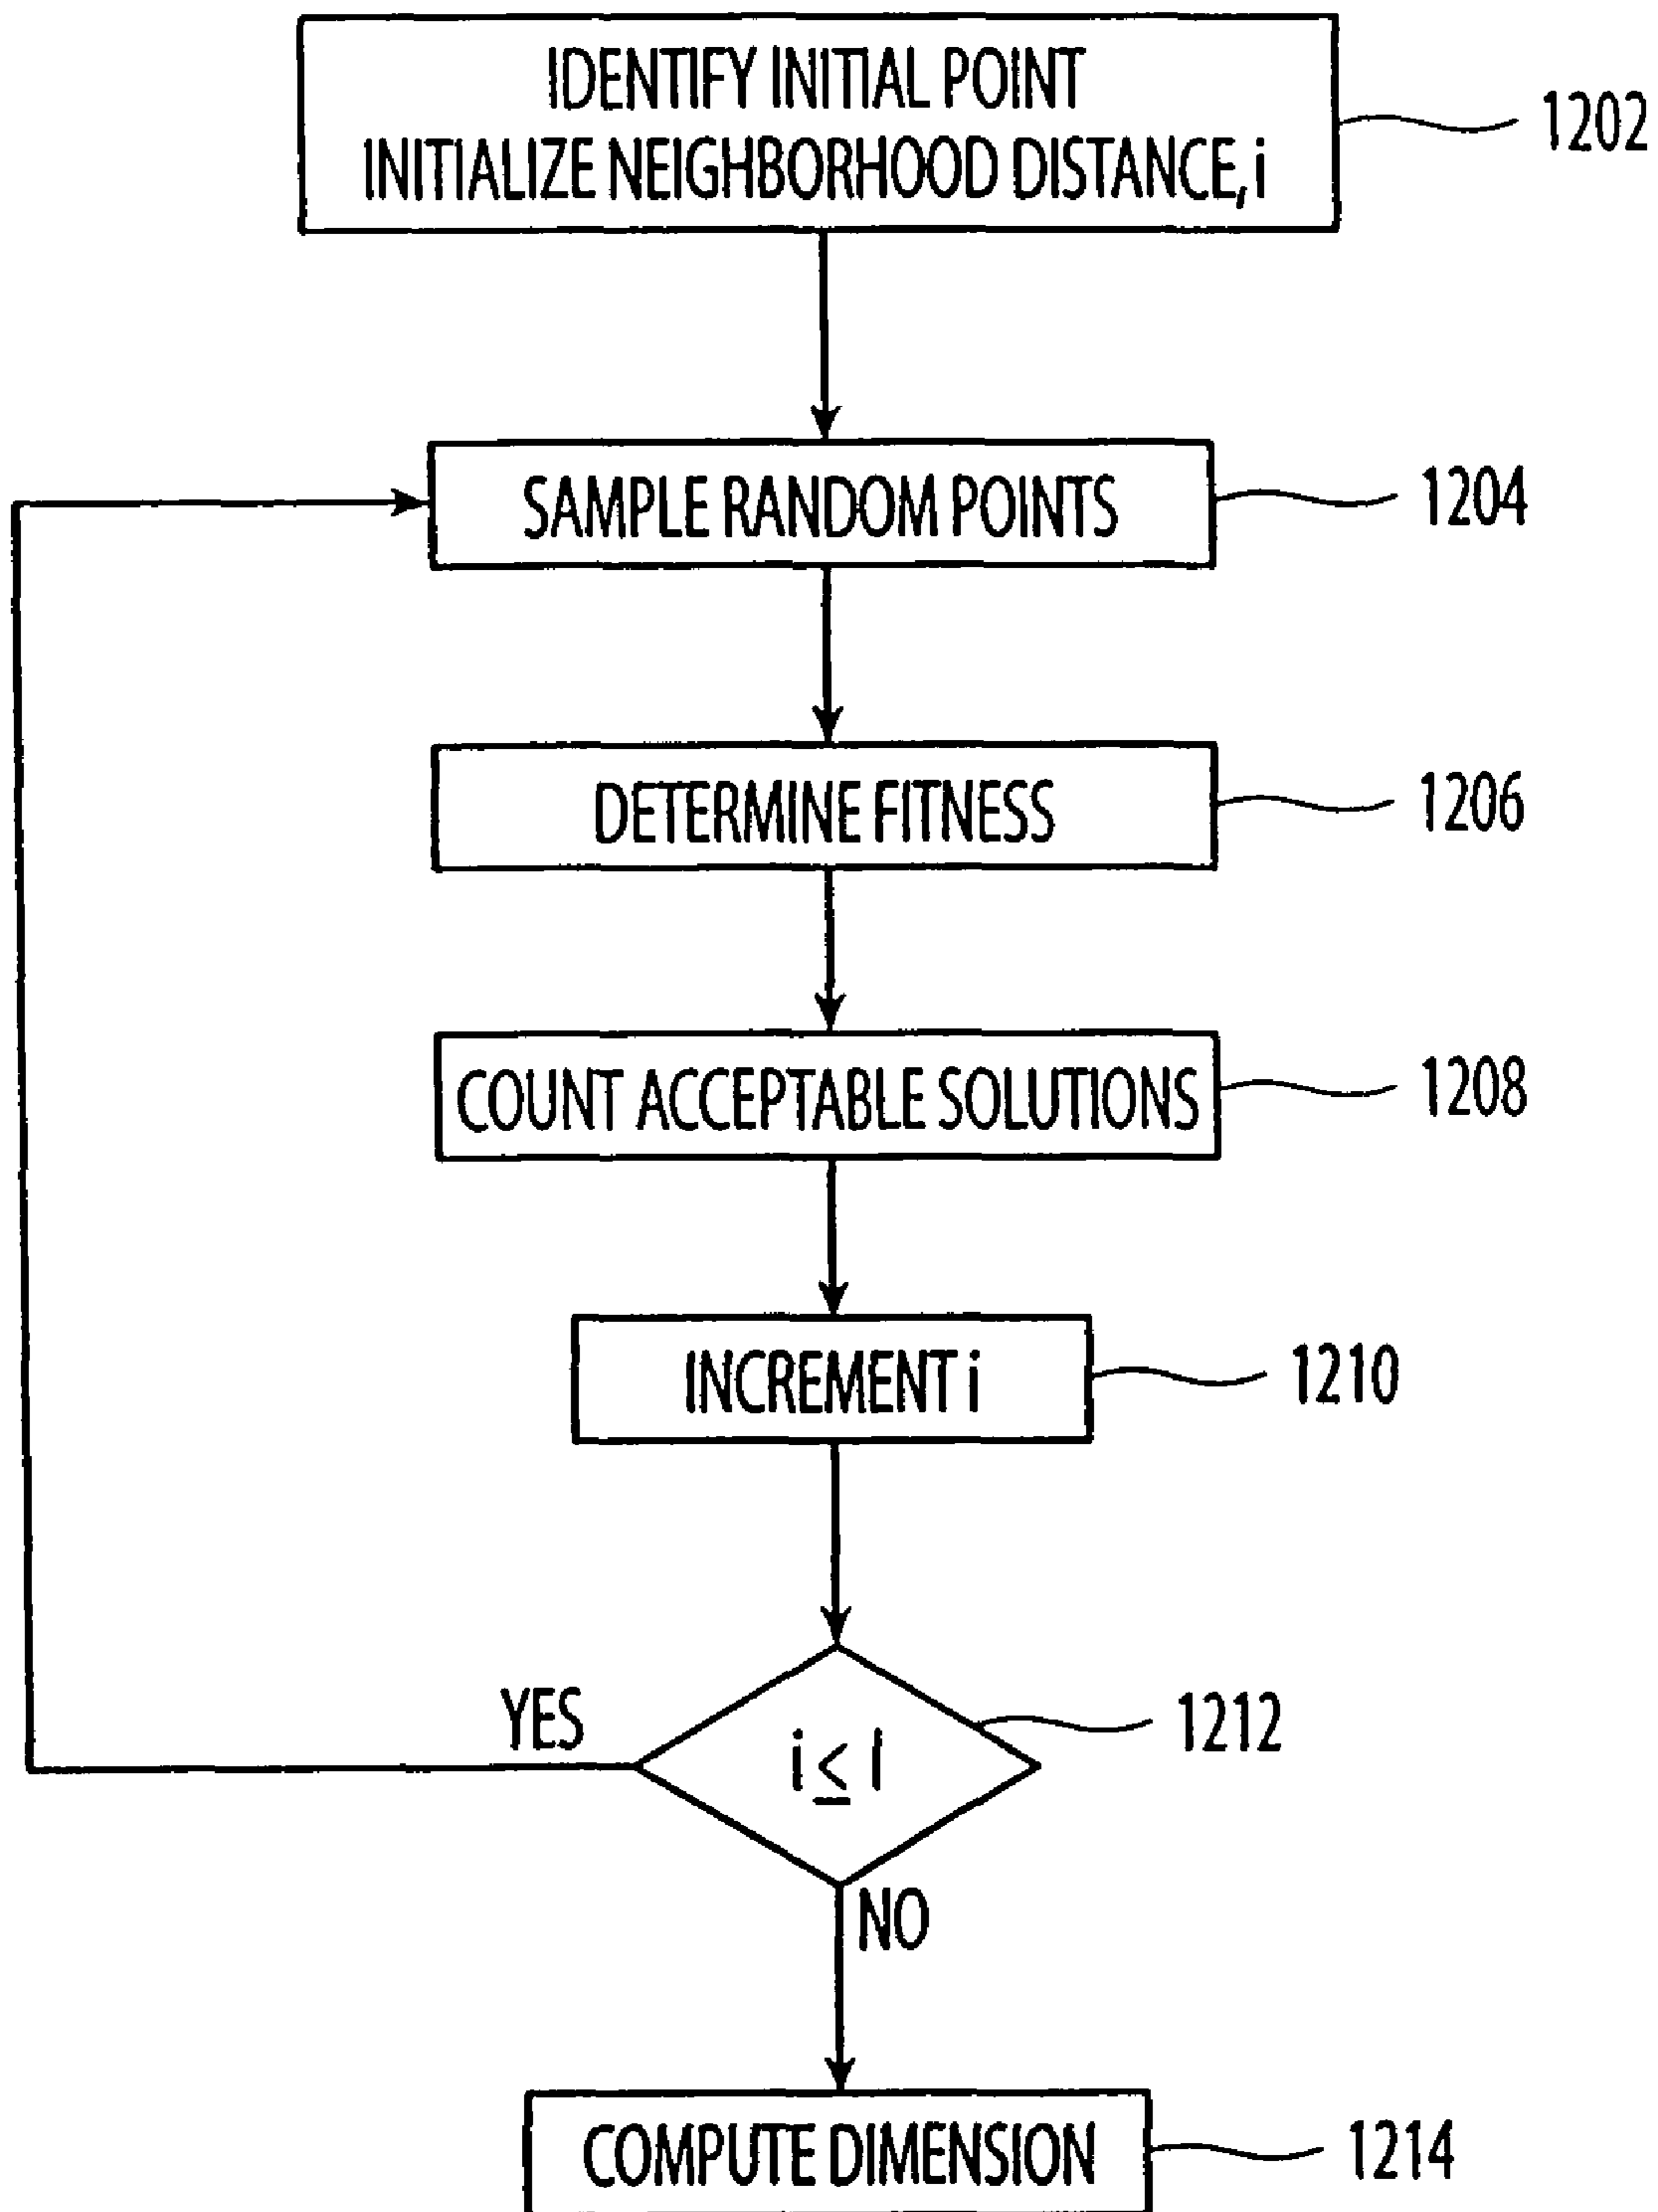 IDENTIFY INITIAL POINT
INITIALIZE NEIGHBORHOOD DISTANCE, i
1202
SAMPLE RANDOM POINTS
1204
DETERMINE FITNESS
1206
COUNT ACCEPTABLE SOLUTIONS
1208
INCREMENT i
1210
YES
i ≤ I
1212
NO
COMPUTE DIMENSION
1214